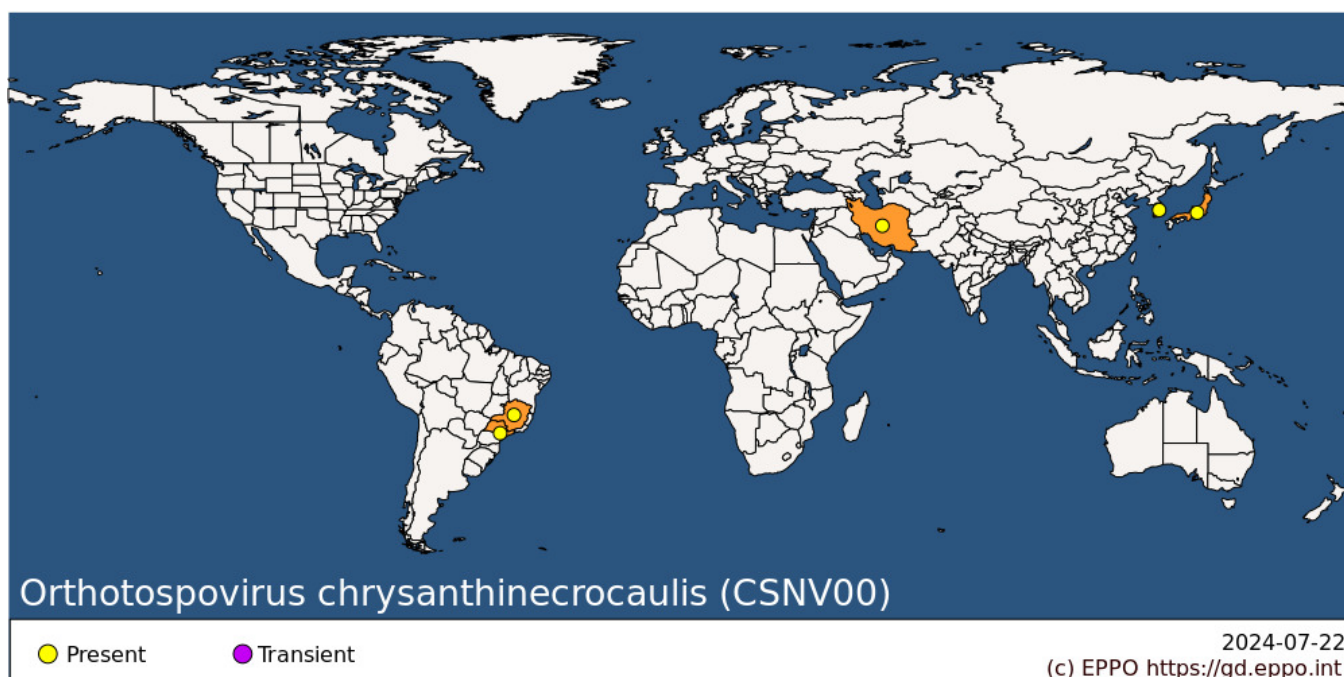 Orthotospovirus chrysanthinecrocaulis (CSNV00)
Present
Transient
2024-07-22
(c) EPPO https://gd.eppo.int